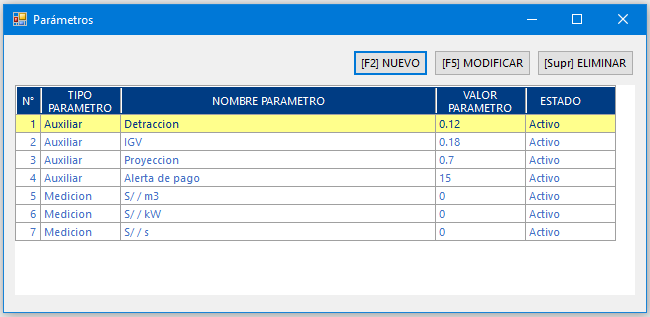 Parámetros
[F2] NUEVO [F5] MODIFICAR [Supr] ELIMINAR
N° TIPO PARAMETRO NOMBRE PARAMETRO VALOR PARAMETRO ESTADO
1 Auxiliar Detraccion 0.12 Activo
2 Auxiliar IGV 0.18 Activo
3 Auxiliar Proyeccion 0.7 Activo
4 Auxiliar Alerta de pago 15 Activo
5 Medicion S/ / m3 0 Activo
6 Medicion S/ / kW 0 Activo
7 Medicion S/ / s 0 Activo